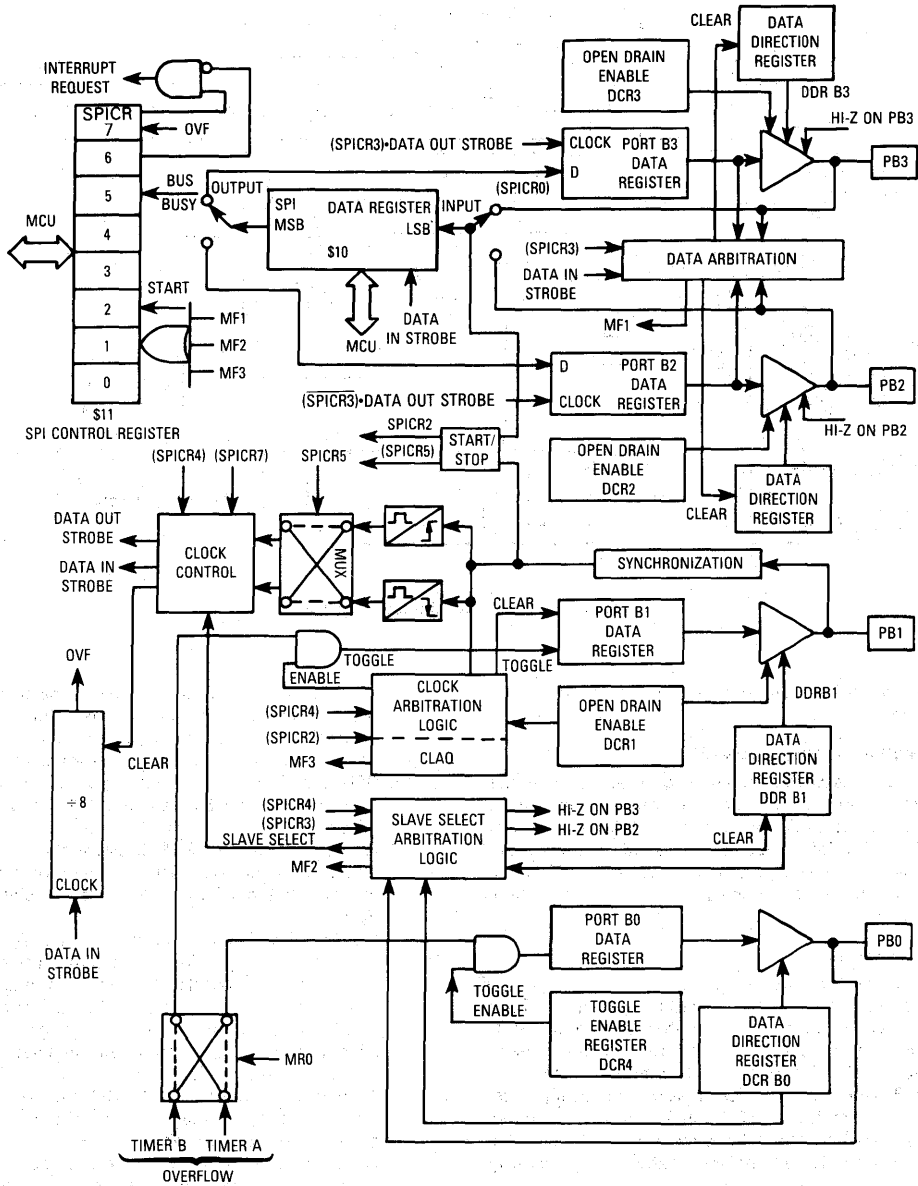 CLEAR
DATA
DIRECTION
REGISTER
OPEN DRAIN
ENABLE
DCR3
DDR B3
HI-Z ON PB3
INTERRUPT
REQUEST
SPICR
7
OVF
6
5
4
3
2
1
0
$11
SPI CONTROL REGISTER
MCU
BUS
BUSY
START
MF1
MF2
MF3
OUTPUT
(SPICR3)•DATA OUT STROBE
CLOCK
D
PORT B3
DATA
REGISTER
PB3
SPI
MSB
DATA REGISTER
LSB
$10
INPUT
(SPICR0)
MCU
DATA
IN STROBE
(SPICR3)
DATA IN
STROBE
DATA ARBITRATION
MF1
D
CLOCK
PORT B2
DATA
REGISTER
PB2
(S̅P̅I̅C̅R̅3̅)•DATA OUT STROBE
HI-Z ON PB2
SPICR2
(SPICR5)
START/
STOP
OPEN DRAIN
ENABLE
DCR2
CLEAR
DATA
DIRECTION
REGISTER
(SPICR4)
(SPICR7)
SPICR5
DATA OUT
STROBE
DATA IN
STROBE
CLOCK
CONTROL
MUX
SYNCHRONIZATION
CLEAR
PORT B1
DATA
REGISTER
PB1
TOGGLE
TOGGLE
ENABLE
OVF
÷8
CLOCK
CLEAR
DATA IN
STROBE
CLOCK
ARBITRATION
LOGIC
CLAQ
(SPICR4)
(SPICR2)
MF3
OPEN DRAIN
ENABLE
DCR1
DDRB1
DATA
DIRECTION
REGISTER
DDR B1
(SPICR4)
(SPICR3)
SLAVE SELECT
MF2
SLAVE SELECT
ARBITRATION
LOGIC
HI-Z ON PB3
HI-Z ON PB2
CLEAR
PORT B0
DATA
REGISTER
PB0
TOGGLE
ENABLE
TOGGLE
ENABLE
REGISTER
DCR4
DATA
DIRECTION
REGISTER
DCR B0
MR0
TIMER B
TIMER A
OVERFLOW